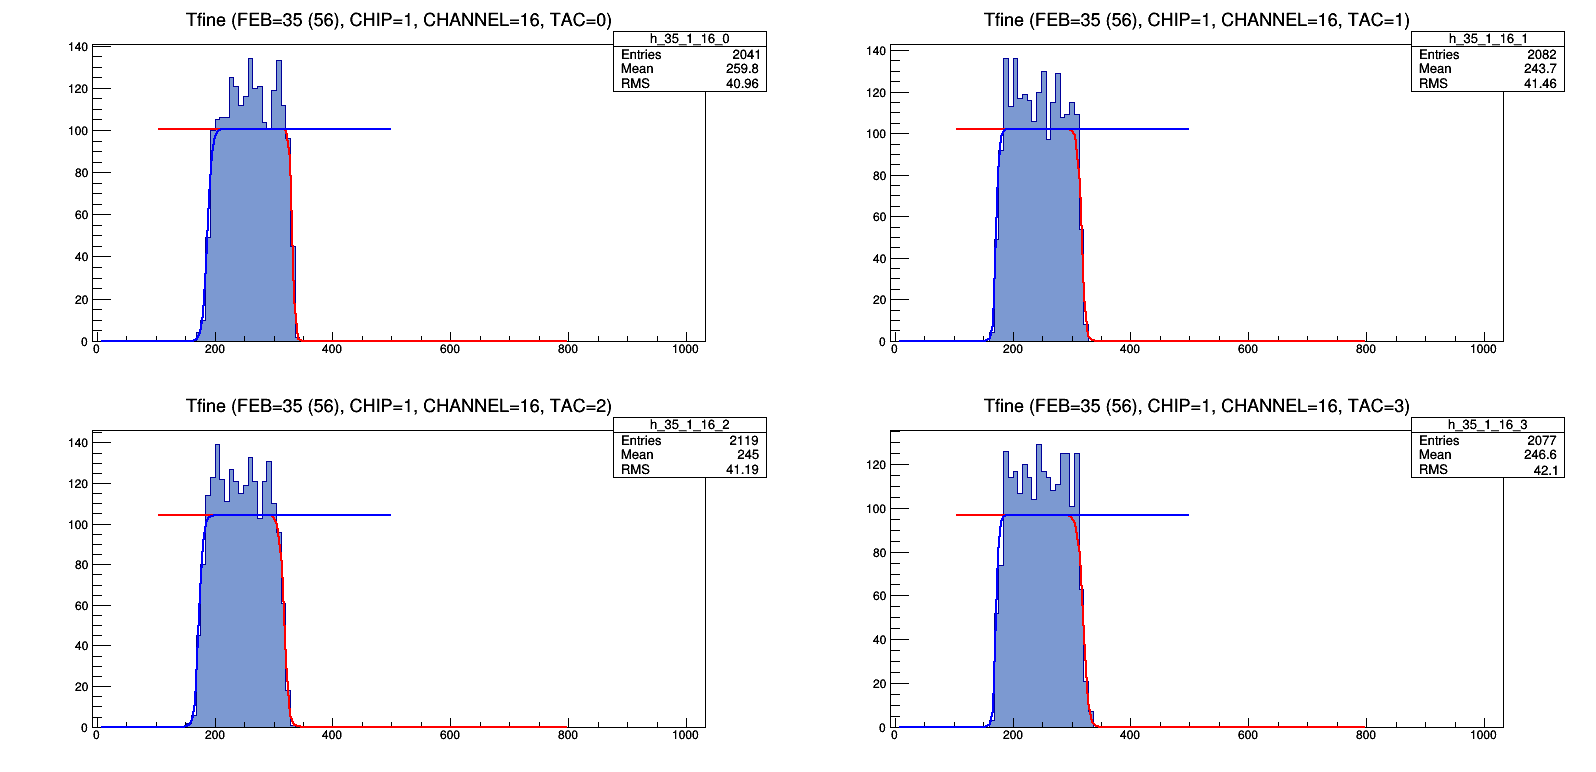 Tfine (FEB=35 (56), CHIP=1, CHANNEL=16, TAC=0)
h_35_1_16_0
Entries 2041
Mean 259.8
RMS 40.96
140
120
100
80
60
40
20
0
0 200 400 600 800 1000
Tfine (FEB=35 (56), CHIP=1, CHANNEL=16, TAC=1)
h_35_1_16_1
Entries 2082
Mean 243.7
RMS 41.46
140
120
100
80
60
40
20
0
0 200 400 600 800 1000
Tfine (FEB=35 (56), CHIP=1, CHANNEL=16, TAC=2)
h_35_1_16_2
Entries 2119
Mean 245
RMS 41.19
140
120
100
80
60
40
20
0
0 200 400 600 800 1000
Tfine (FEB=35 (56), CHIP=1, CHANNEL=16, TAC=3)
h_35_1_16_3
Entries 2077
Mean 246.6
RMS 42.1
120
100
80
60
40
20
0
0 200 400 600 800 1000